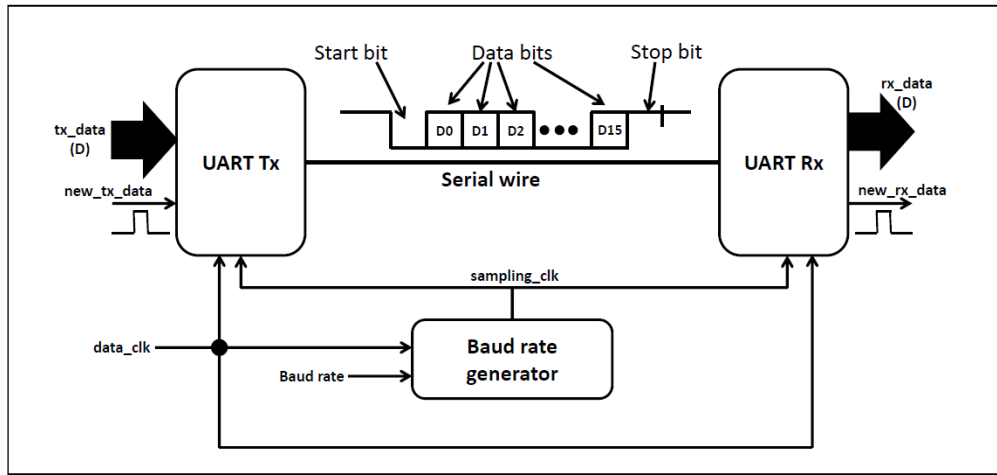 Start bit
Data bits
Stop bit
rx_data
(D)
tx_data
(D)
D0
D1
D2
D15
UART Tx
UART Rx
Serial wire
new_tx_data
new_rx_data
sampling_clk
data_clk
Baud rate
generator
Baud rate